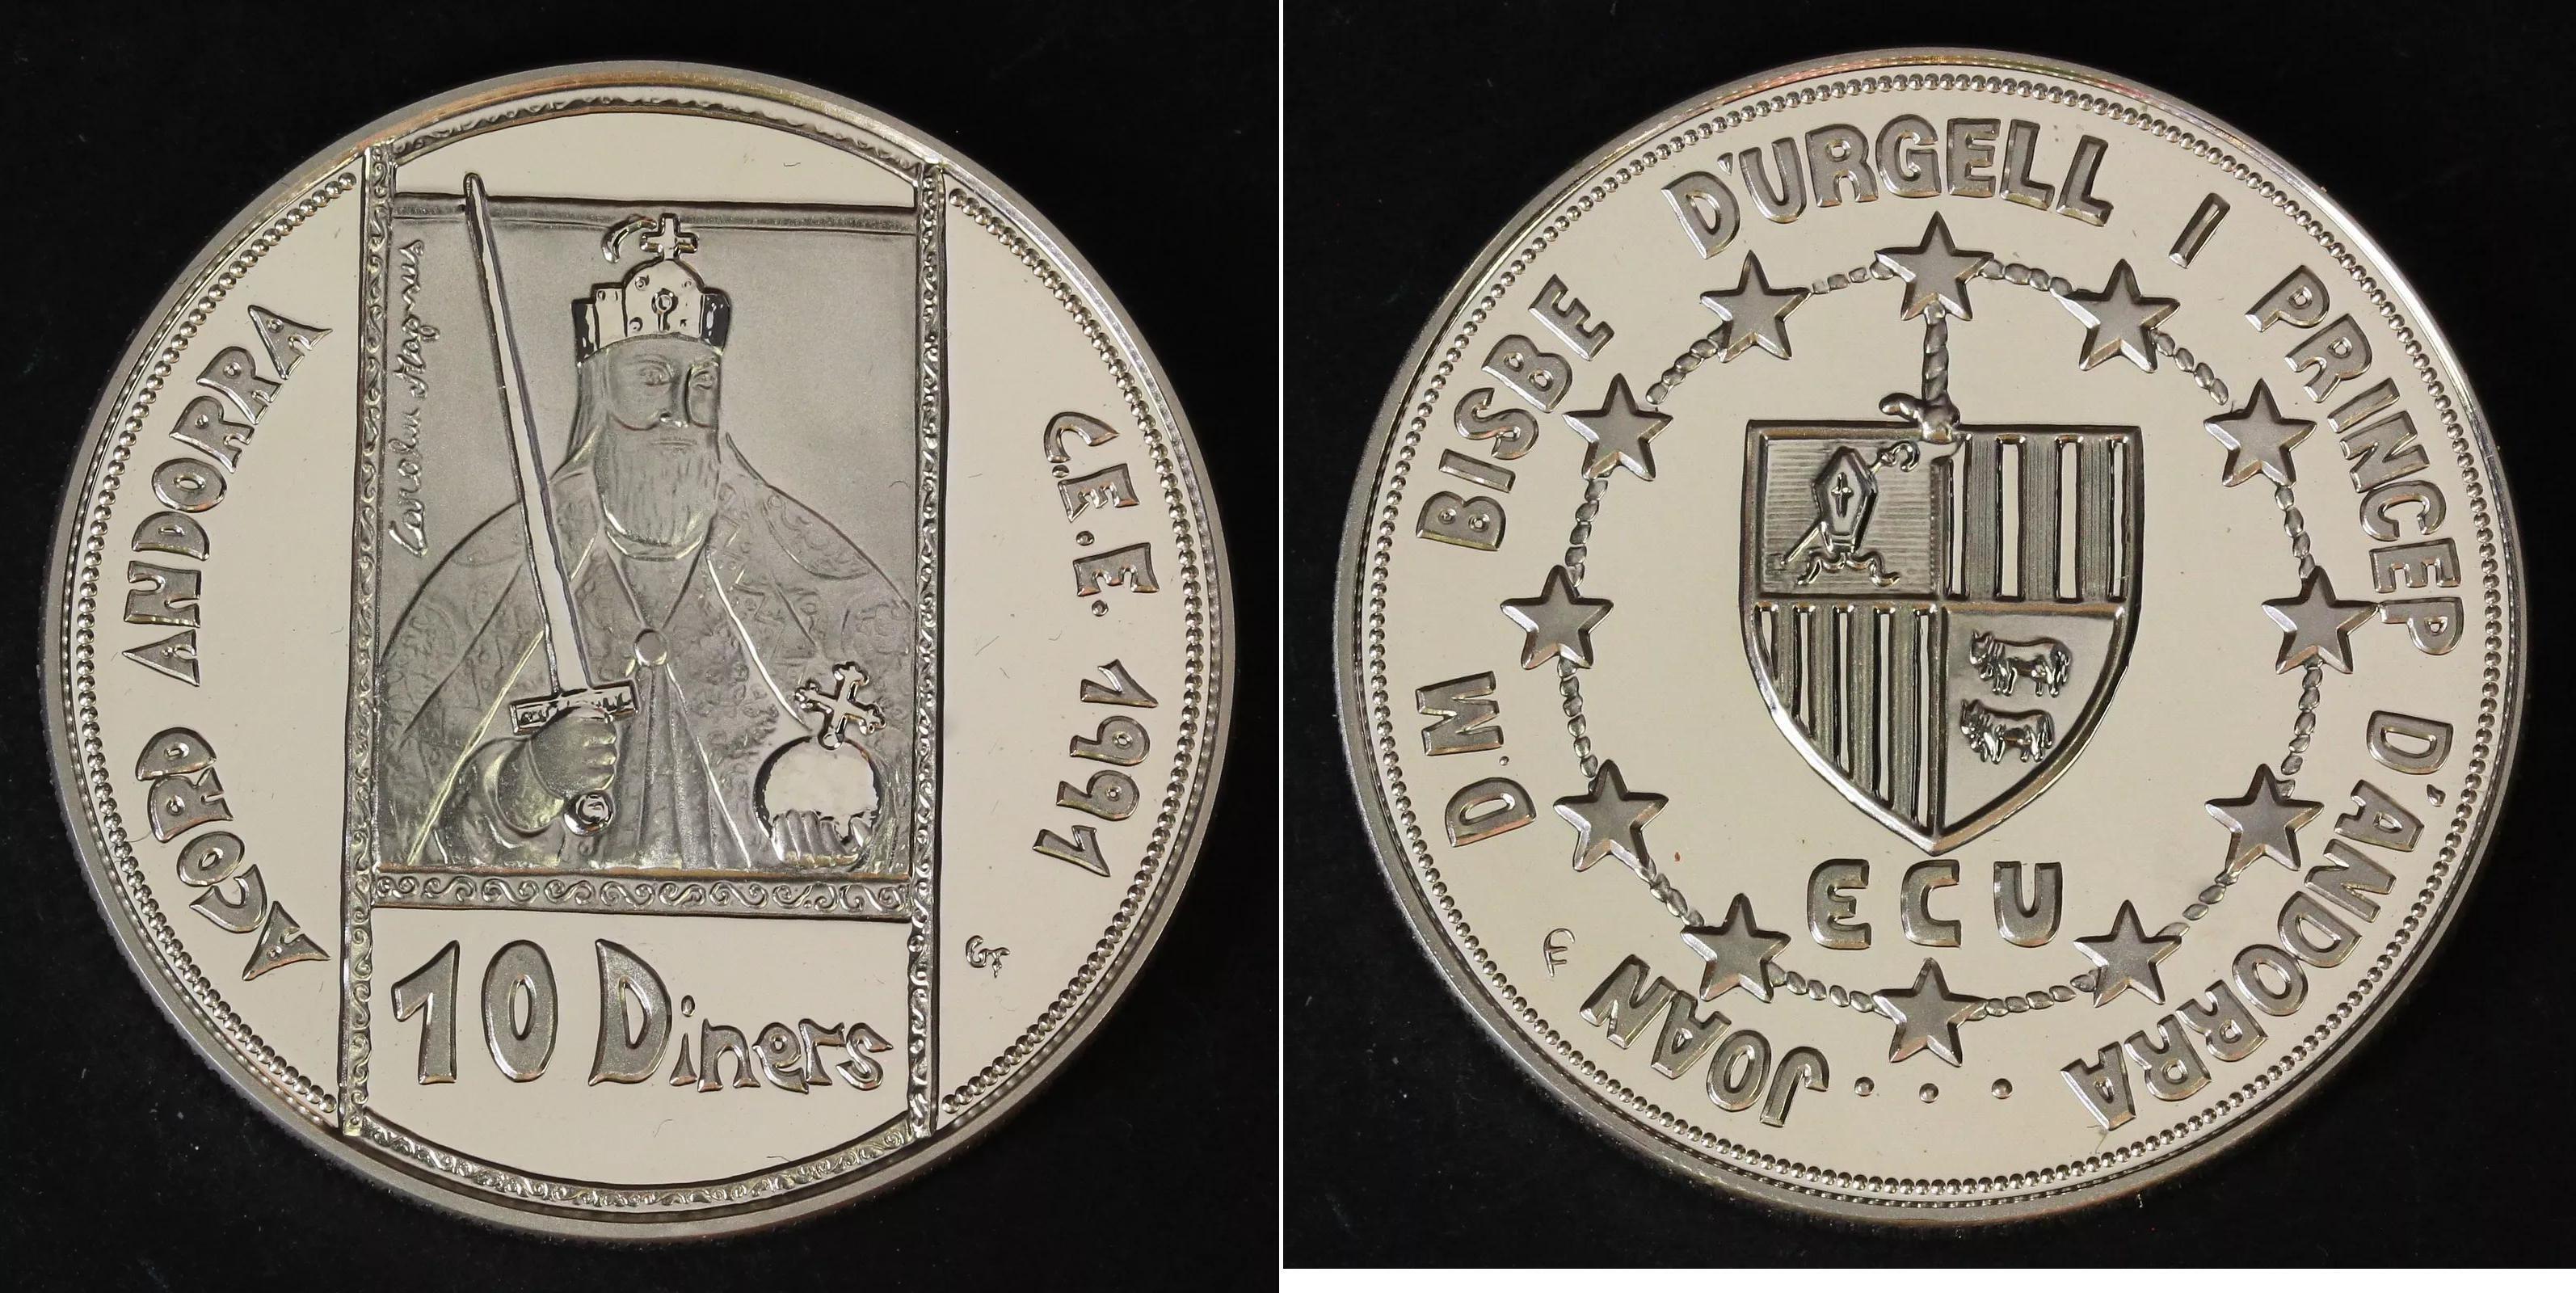 ACORD ANDORRA
C.E.E. 1991
Carolus Magnus
10 Diners
JOAN D.M BISBE D'URGELL I PRINCEP D'ANDORRA
ECU